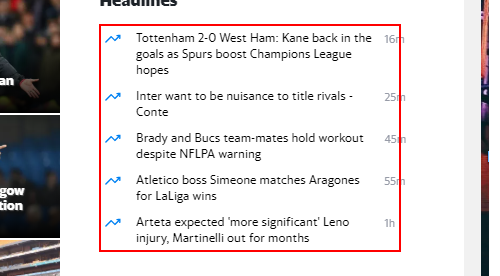 Headlines
Tottenham 2-0 West Ham: Kane back in the 16m
goals as Spurs boost Champions League
hopes
Inter want to be nuisance to title rivals - 25m
Conte
Brady and Bucs team-mates hold workout 45m
despite NFLPA warning
Atletico boss Simeone matches Aragones 55m
for LaLiga wins
Arteta expected 'more significant' Leno 1h
injury, Martinelli out for months
an
gow
tion